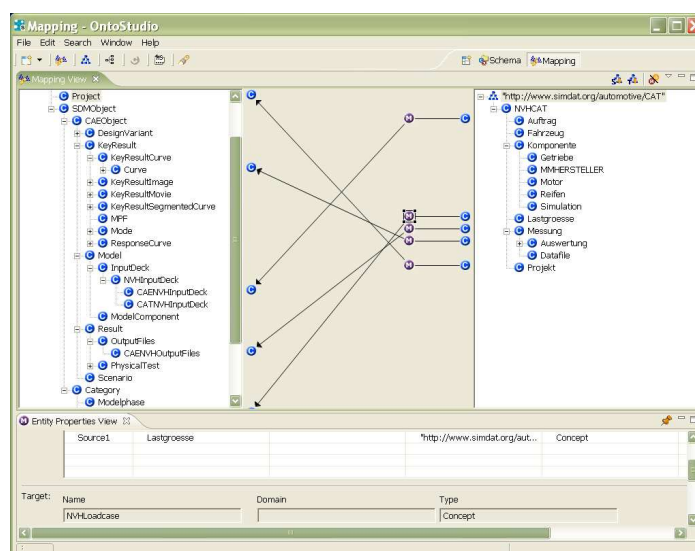 Mapping - OntoStudio
File Edit Search Window Help
Schema Mapping
Mapping View
Project
SDMObject
CAEObject
DesignVariant
KeyResult
KeyResultCurve
Curve
KeyResultImage
KeyResultMovie
KeyResultSegmentedCurve
MPF
Mode
ResponseCurve
Model
InputDeck
NVHInputDeck
CAENVHInputDeck
CATNVHInputDeck
ModelComponent
Result
OutputFiles
CAENVHOutputFiles
PhysicalTest
Scenario
Category
Modelphase
"http://www.simdat.org/automotive/CAT"
NVHCAT
Auftrag
Fahrzeug
Komponente
Getriebe
MMHERSTELLER
Motor
Reifen
Simulation
Lastgroesse
Messung
Auswertung
Datafile
Projekt
Entity Properties View
Source1 Lastgroesse "http://www.simdat.org/aut... Concept
Target: Name Domain Type
NVHLoadcase Concept